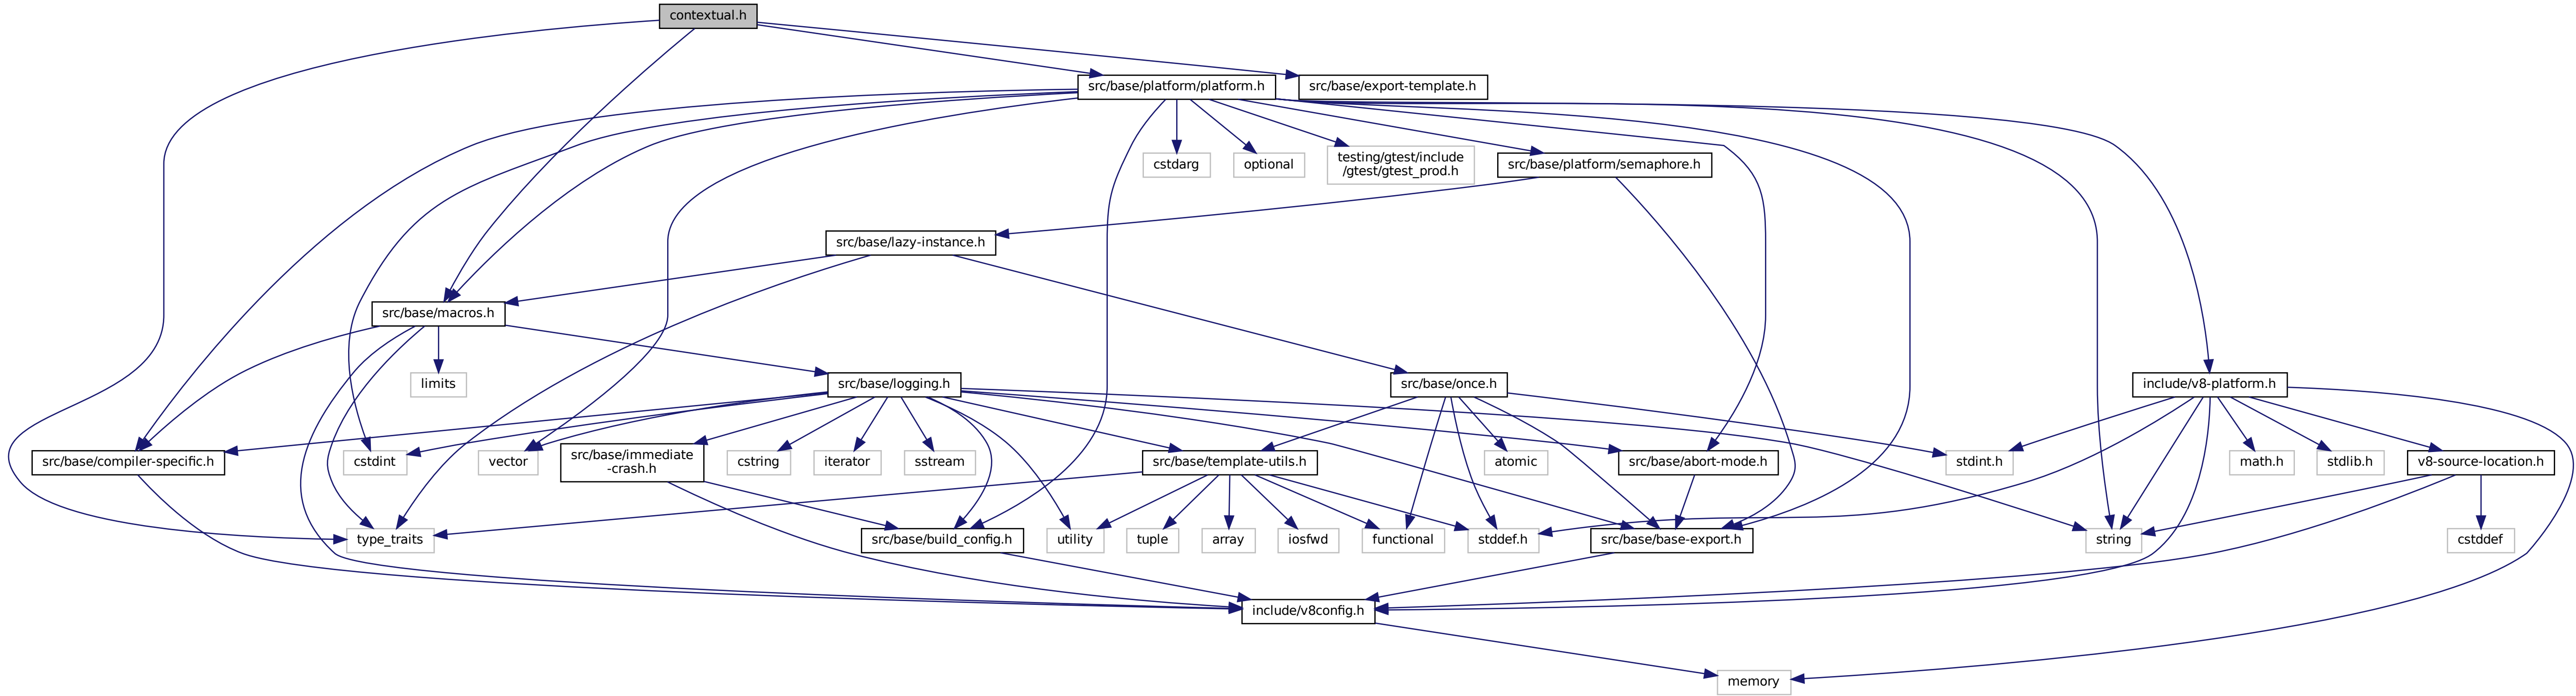 contextual.h
src/base/platform/platform.h
src/base/export-template.h
cstdarg
optional
testing/gtest/include
/gtest/gtest_prod.h
src/base/platform/semaphore.h
src/base/lazy-instance.h
src/base/macros.h
limits
src/base/logging.h
src/base/once.h
include/v8-platform.h
src/base/compiler-specific.h
cstdint
vector
src/base/immediate
-crash.h
cstring
iterator
sstream
src/base/template-utils.h
atomic
src/base/abort-mode.h
stdint.h
math.h
stdlib.h
v8-source-location.h
type_traits
src/base/build_config.h
utility
tuple
array
iosfwd
functional
stddef.h
src/base/base-export.h
string
cstddef
include/v8config.h
memory